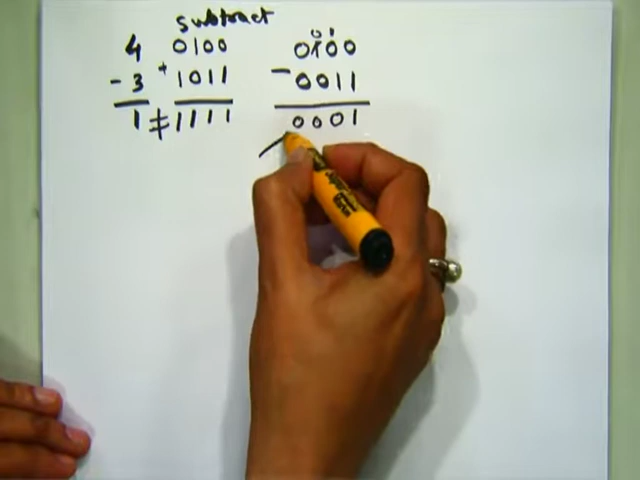 subtract
4 0100 0100
- 3 + 1011 - 0011
1 ≠ 1111 0001